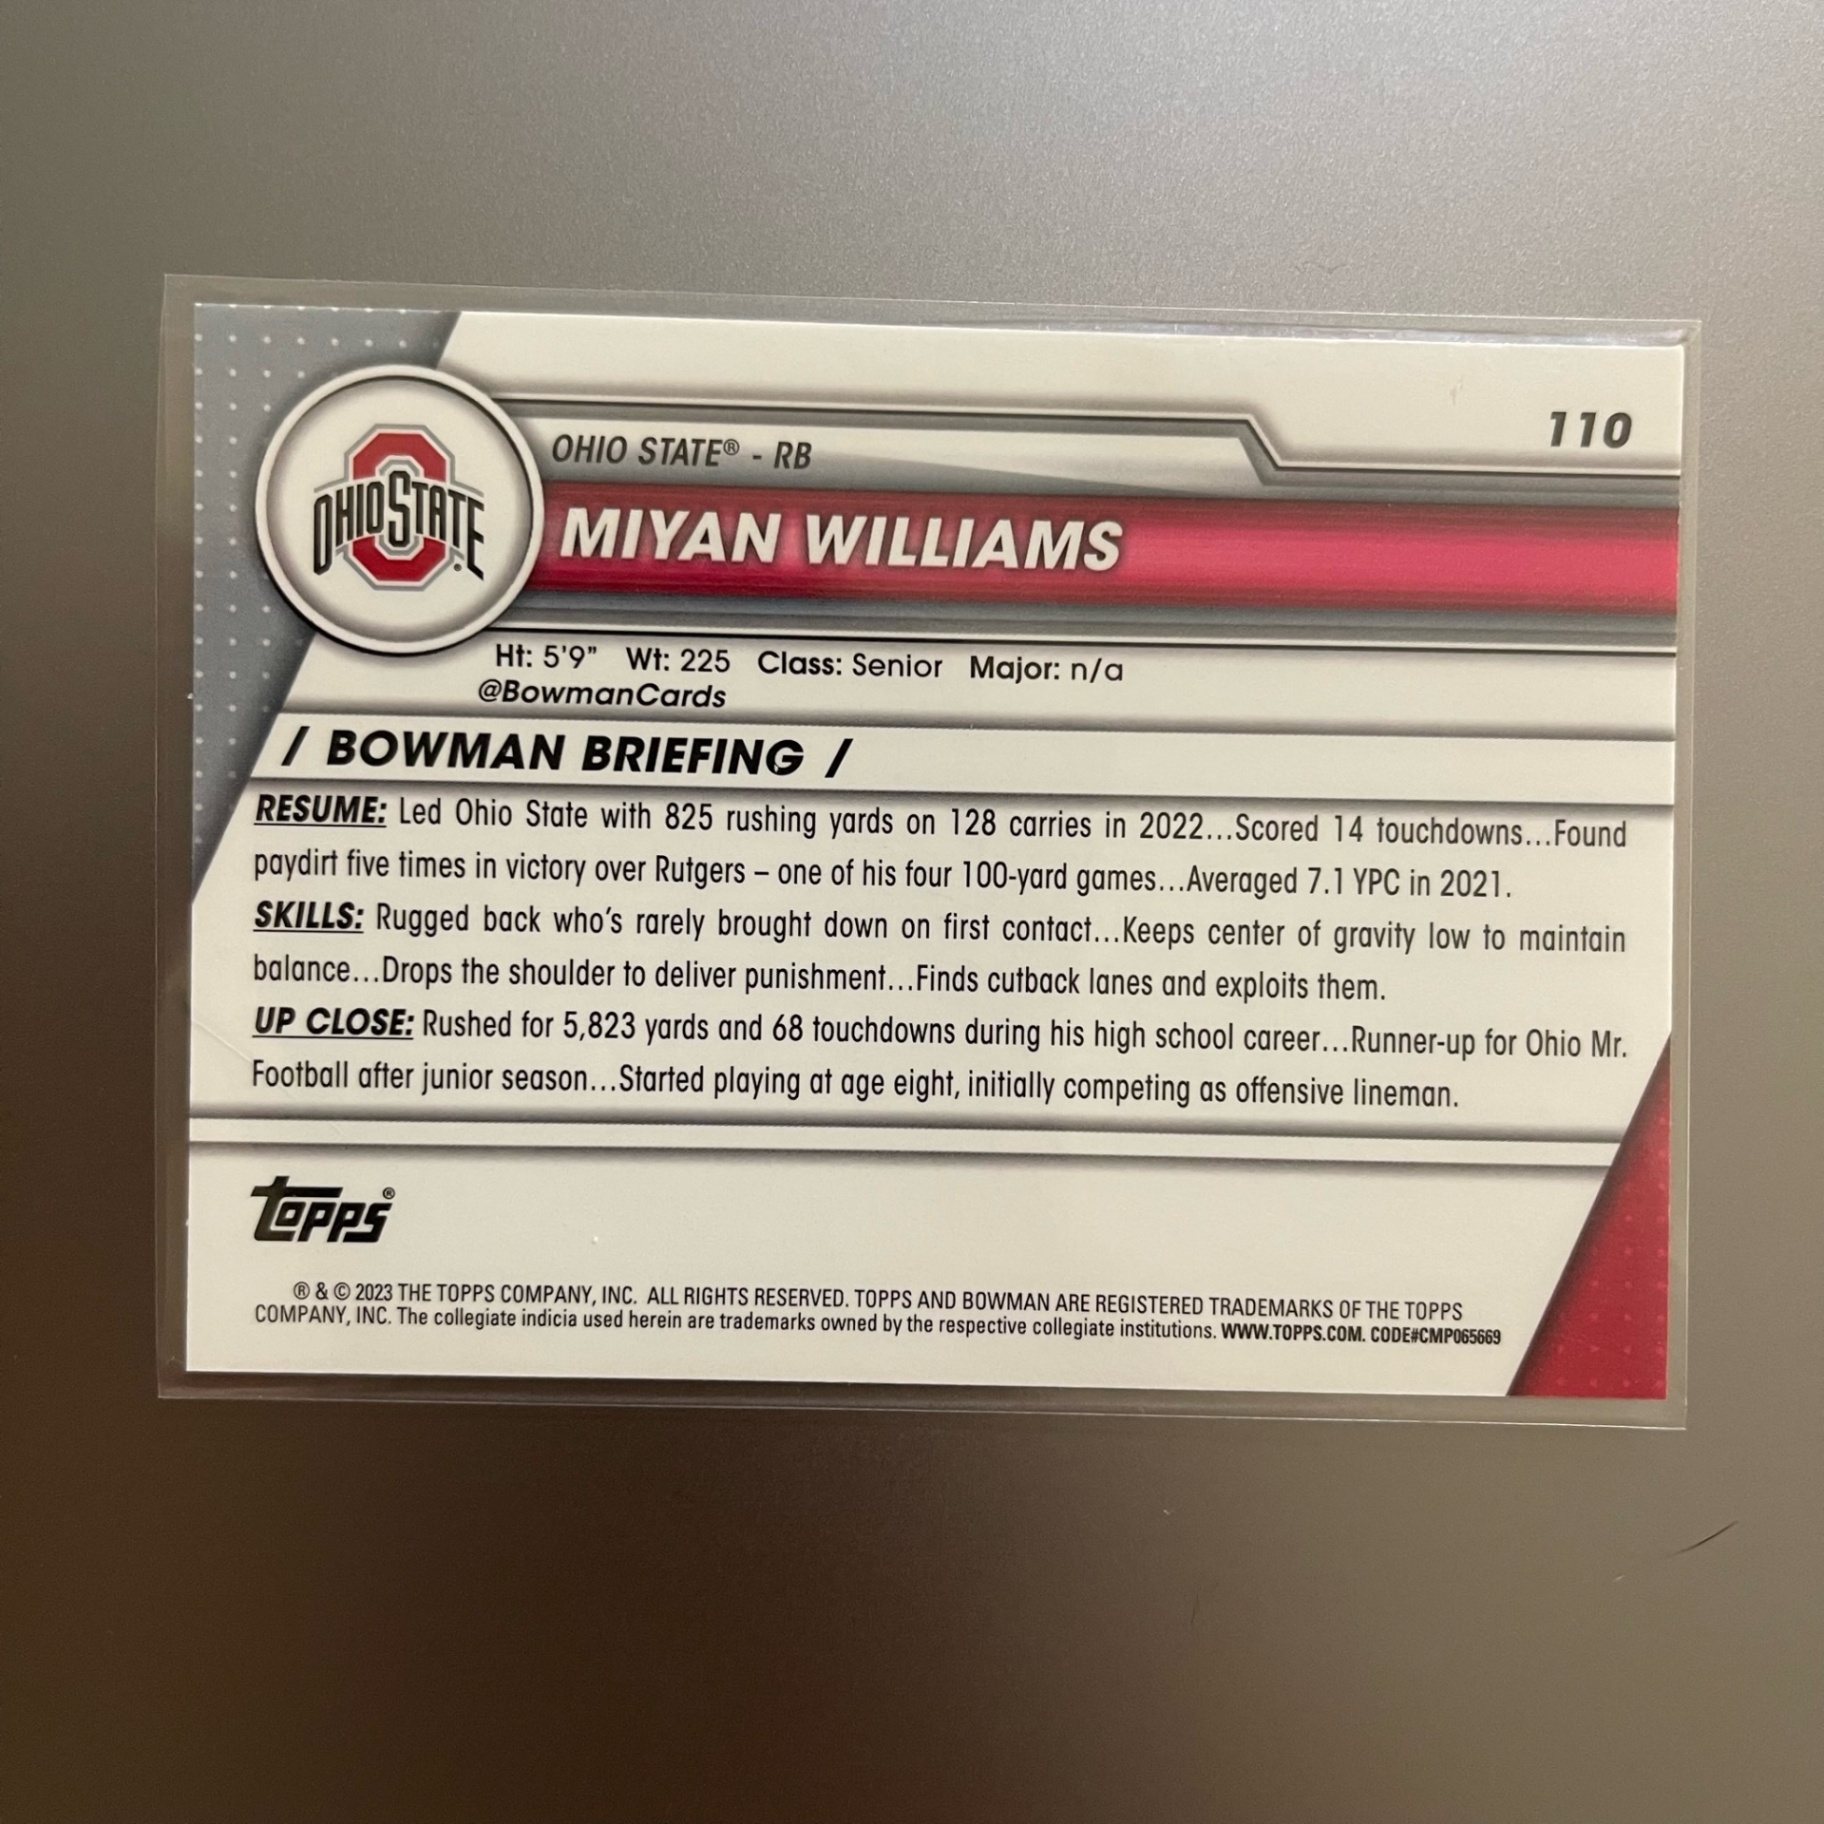 110
OHIO STATE® - RB
OHIO STATE®
MIYAN WILLIAMS
Ht: 5'9” Wt: 225 Class: Senior Major: n/a
@BowmanCards
/ BOWMAN BRIEFING /
RESUME: Led Ohio State with 825 rushing yards on 128 carries in 2022...Scored 14 touchdowns...Found
paydirt five times in victory over Rutgers – one of his four 100-yard games...Averaged 7.1 YPC in 2021.
SKILLS: Rugged back who’s rarely brought down on first contact...Keeps center of gravity low to maintain
balance...Drops the shoulder to deliver punishment...Finds cutback lanes and exploits them.
UP CLOSE: Rushed for 5,823 yards and 68 touchdowns during his high school career...Runner-up for Ohio Mr.
Football after junior season...Started playing at age eight, initially competing as offensive lineman.
Topps®
® & © 2023 THE TOPPS COMPANY, INC. ALL RIGHTS RESERVED. TOPPS AND BOWMAN ARE REGISTERED TRADEMARKS OF THE TOPPS
COMPANY, INC. The collegiate indicia used herein are trademarks owned by the respective collegiate institutions. WWW.TOPPS.COM. CODE#CMP065669